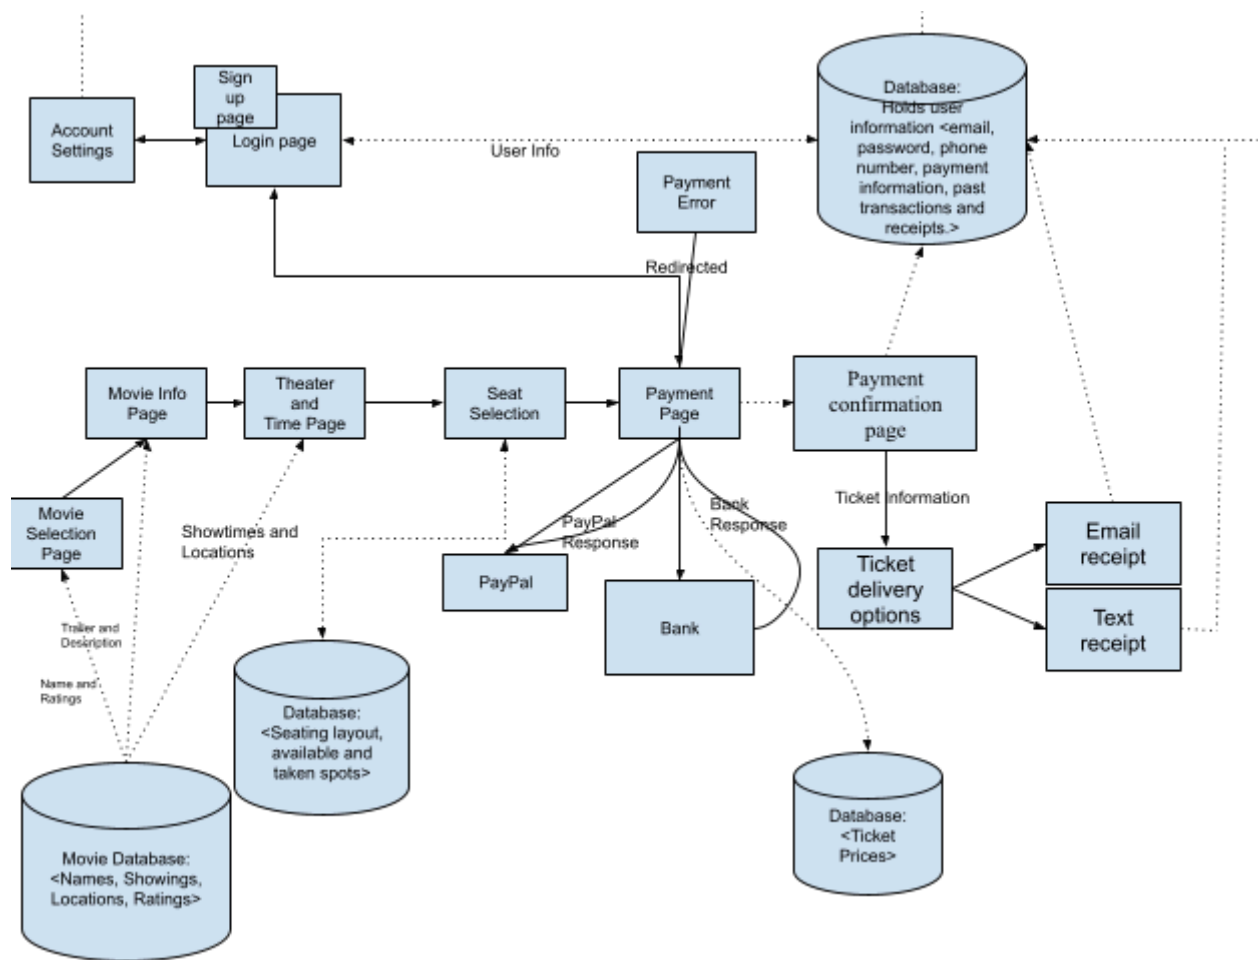 Sign
up
page
Account
Settings
Login page
User Info
Payment
Error
Database:
Holds user
information <email,
password, phone
number, payment
information, past
transactions and
receipts.>
Redirected
Movie Info
Page
Theater
and
Time Page
Seat
Selection
Payment
Page
Payment
confirmation
page
Movie
Selection
Page
Showtimes and
Locations
PayPal
Response
Bank
Response
Ticket Information
PayPal
Bank
Ticket
delivery
options
Email
receipt
Text
receipt
Trailer and
Description
Name and
Ratings
Database:
<Seating layout,
available and
taken spots>
Database:
<Ticket
Prices>
Movie Database:
<Names, Showings,
Locations, Ratings>